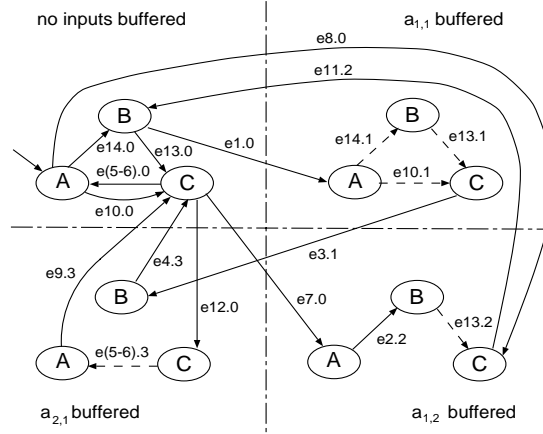 no inputs buffered
a1,1 buffered
e8.0
e11.2
B
B
e14.0
e13.0
e1.0
e14.1
e13.1
A
e(5-6).0
C
A
e10.1
C
e10.0
e9.3
e4.3
e3.1
B
e12.0
e7.0
B
e(5-6).3
e2.2
e13.2
A
C
A
C
a2,1 buffered
a1,2 buffered